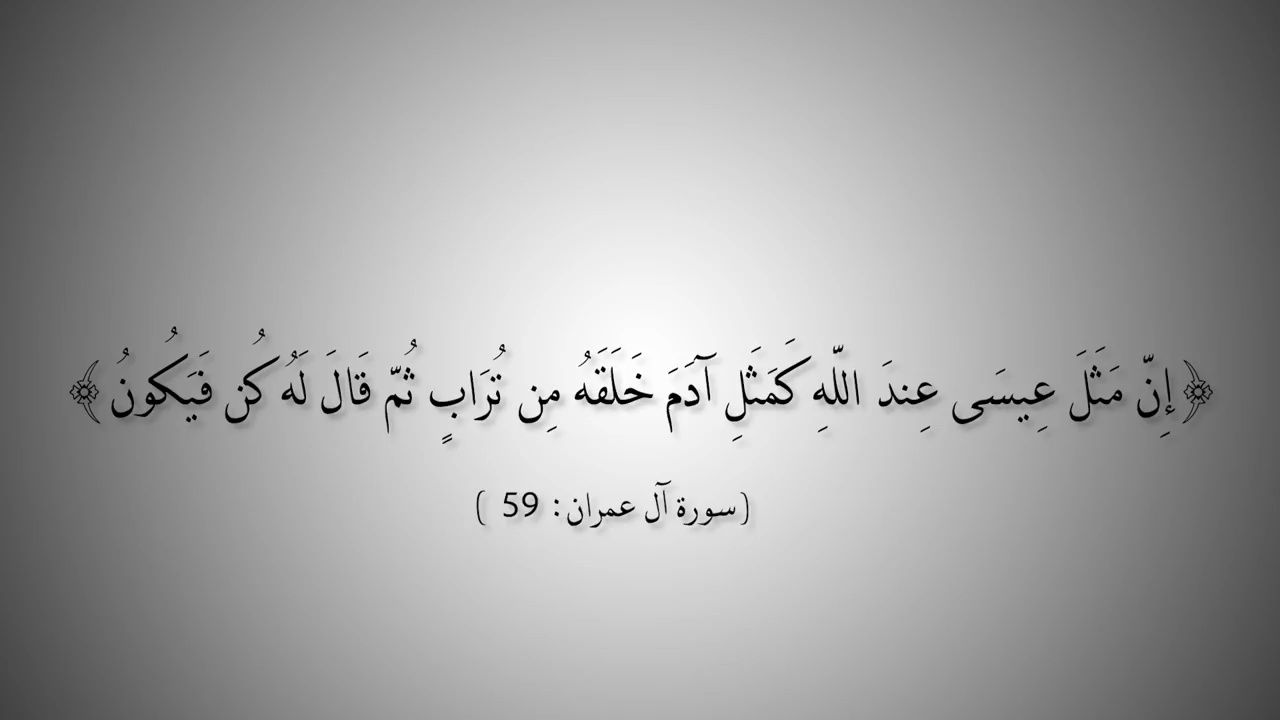 ﴿إِنّ مَثَلَ عِيسَى عِندَ اللّهِ كَمَثَلِ آدَمَ خَلَقَهُ مِن تُرَابٍ ثُمّ قَالَ لَهُ كُن فَيَكُونُ﴾
(سورة آل عمران: 59 )